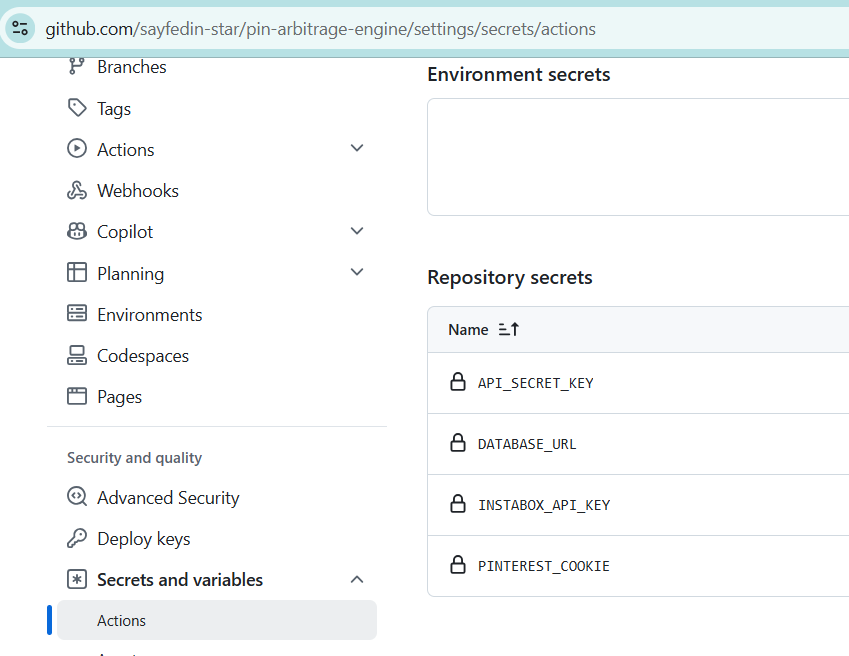 github.com/sayfedin-star/pin-arbitrage-engine/settings/secrets/actions
Branches
Tags
Actions
Webhooks
Copilot
Planning
Environments
Codespaces
Pages
Security and quality
Advanced Security
Deploy keys
Secrets and variables
Actions
Environment secrets
Repository secrets
Name
API_SECRET_KEY
DATABASE_URL
INSTABOX_API_KEY
PINTEREST_COOKIE